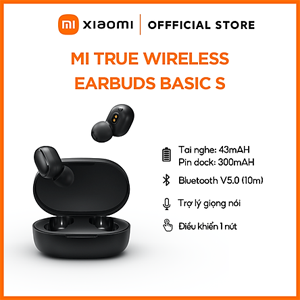 mi xiaomi | OFFICIAL STORE
MI TRUE WIRELESS
EARBUDS BASIC S
Tai nghe: 43mAH
Pin dock: 300mAH
Bluetooth V5.0 (10m)
Trợ lý giọng nói
Điều khiển 1 nút